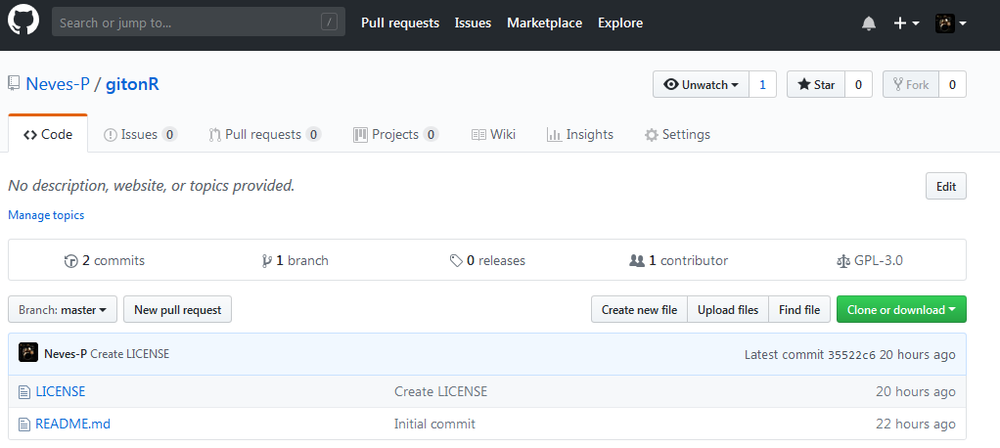 Search or jump to... / Pull requests Issues Marketplace Explore
Neves-P / gitonR Unwatch 1 Star 0 Fork 0
Code Issues 0 Pull requests 0 Projects 0 Wiki Insights Settings
No description, website, or topics provided. Edit
Manage topics
2 commits 1 branch 0 releases 1 contributor GPL-3.0
Branch: master New pull request Create new file Upload files Find file Clone or download
Neves-P Create LICENSE Latest commit 35522c6 20 hours ago
LICENSE Create LICENSE 20 hours ago
README.md Initial commit 22 hours ago